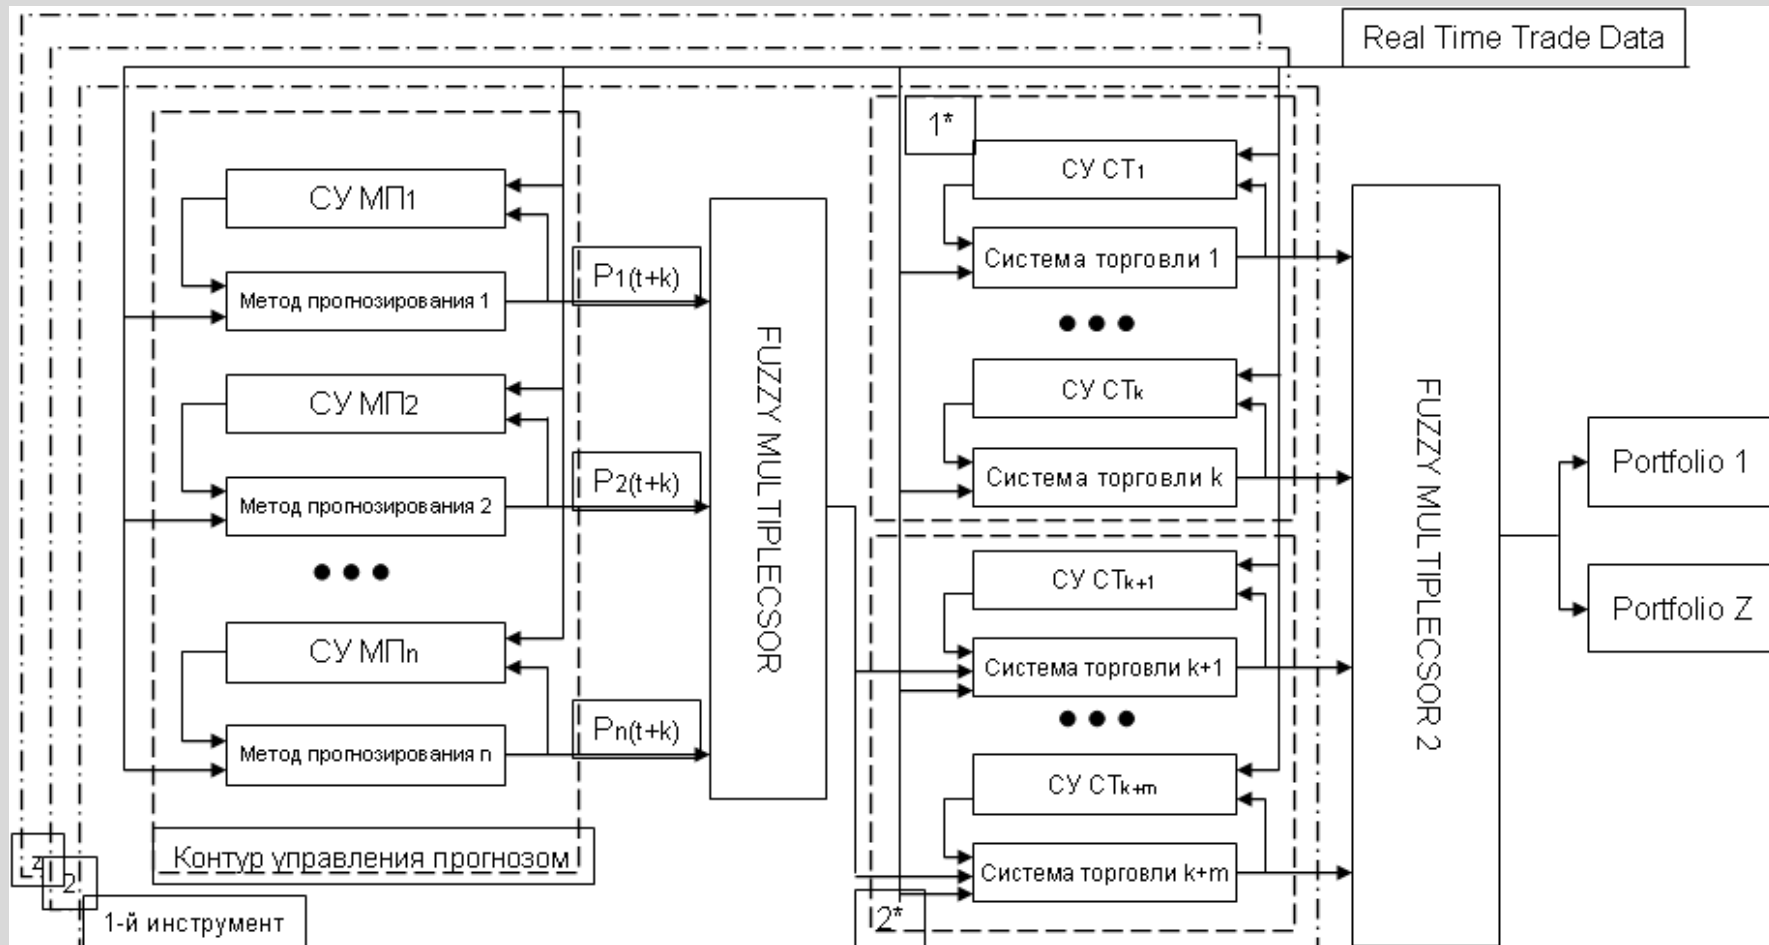 Real Time Trade Data
1*
СУ МП1
Метод прогнозирования 1
P1(t+k)
СУ МП2
Метод прогнозирования 2
P2(t+k)
СУ МПn
Метод прогнозирования n
Pn(t+k)
Контур управления прогнозом
z
2
1-й инструмент
FUZZY MULTIPLECSOR
СУ СТ1
Система торговли 1
СУ СТk
Система торговли k
СУ СТk+1
Система торговли k+1
СУ СТk+m
Система торговли k+m
2*
FUZZY MULTIPLECSOR 2
Portfolio 1
Portfolio Z